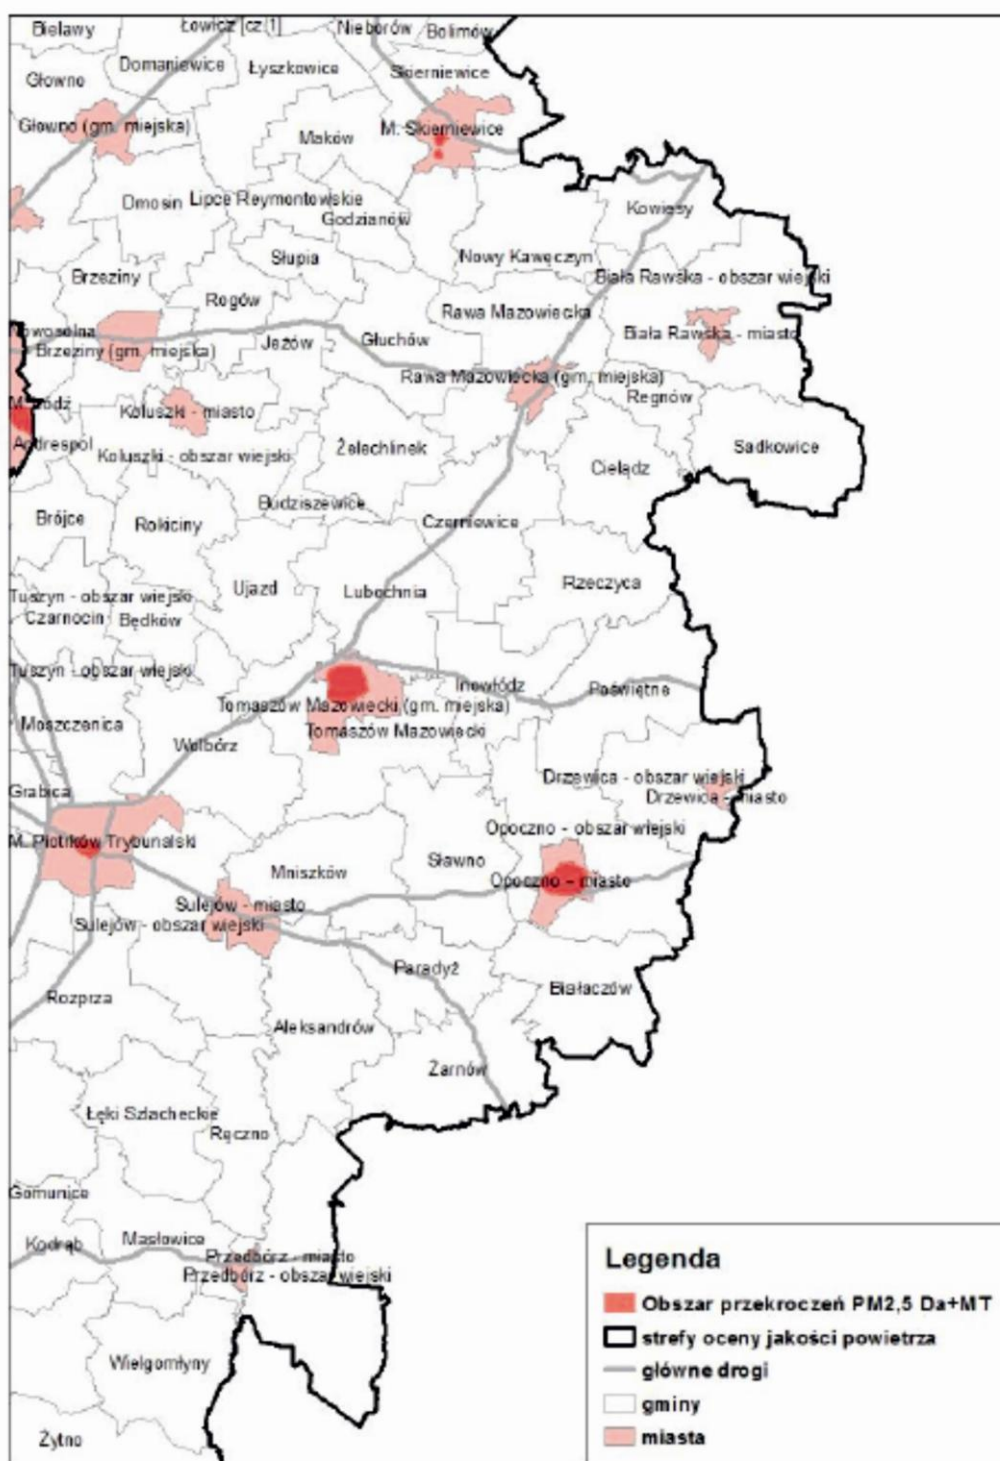 Bielawy
Łowicz [cz.1]
Nieborów
Bolimów
Domaniewice
Łyszkowice
Skierniewice
Głowno
Głowno (gm. miejska)
Maków
M. Skierniewice
Dmosin
Lipce Reymontowskie
Godzianów
Kowiesy
Słupia
Nowy Kawęczyn
Brzeziny
Biała Rawska - obszar wiejski
Rogów
Rawa Mazowiecka
Nowosolna
Biała Rawska - miasto
Jeżów
Głuchów
Brzeziny (gm. miejska)
Rawa Mazowiecka (gm. miejska)
Regnów
M. Łódź
Koluszki - miasto
Andrespol
Żelechlinek
Sadkowice
Koluszki - obszar wiejski
Cielądz
Budziszewice
Brójce
Rokiciny
Czerniewice
Rzeczyca
Ujazd
Lubochnia
Tuszyn - obszar wiejski
Czarnocin
Będków
Tuszyn - obszar wiejski
Inowłódz
Poświętne
Tomaszów Mazowiecki (gm. miejska)
Moszczenica
Tomaszów Mazowiecki
Wolbórz
Drzewica - obszar wiejski
Grabica
Drzewica - miasto
Opoczno - obszar wiejski
M. Piotrków Trybunalski
Sławno
Mniszków
Opoczno - miasto
Sulejów - miasto
Sulejów - obszar wiejski
Paradyż
Białaczów
Rozprza
Aleksandrów
Żarnów
Łęki Szlacheckie
Ręczno
Gomunice
Masłowice
Kodrąb
Przedbórz - miasto
Przedbórz - obszar wiejski
Wielgomłyny
Żytno
Legenda
Obszar przekroczeń PM2,5 Da+MT
strefy oceny jakości powietrza
główne drogi
gminy
miasta